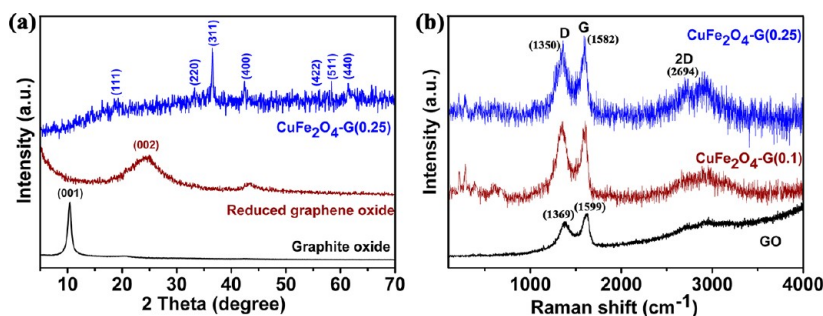 (a)
Intensity (a.u.)
(111)
(220)
(311)
(400)
(422)
(511)
(440)
CuFe2O4-G(0.25)
(002)
Reduced graphene oxide
(001)
Graphite oxide
10 20 30 40 50 60 70
2 Theta (degree)
(b)
Intensity (a.u.)
D G
(1350) (1582)
CuFe2O4-G(0.25)
2D
(2694)
CuFe2O4-G(0.1)
(1369) (1599)
GO
1000 2000 3000 4000
Raman shift (cm-1)